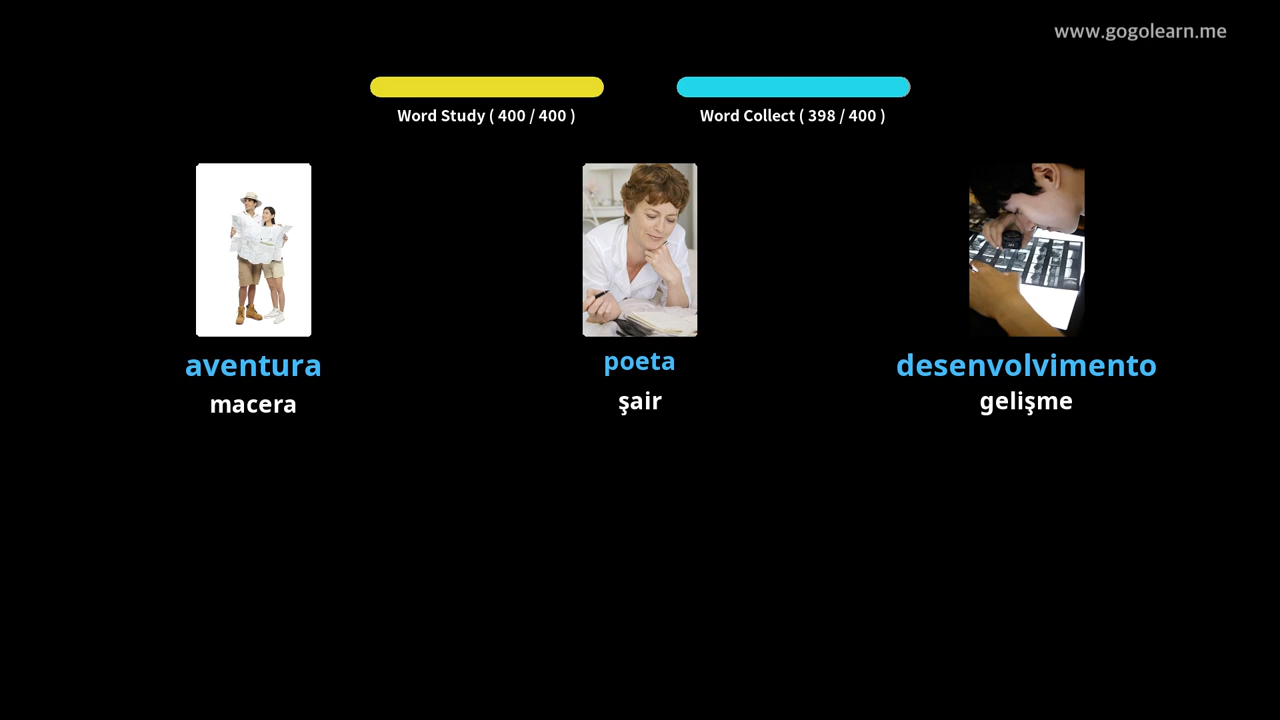 www.gogolearn.me
Word Study ( 400 / 400 )
Word Collect ( 398 / 400 )
aventura
macera
poeta
şair
desenvolvimento
gelişme